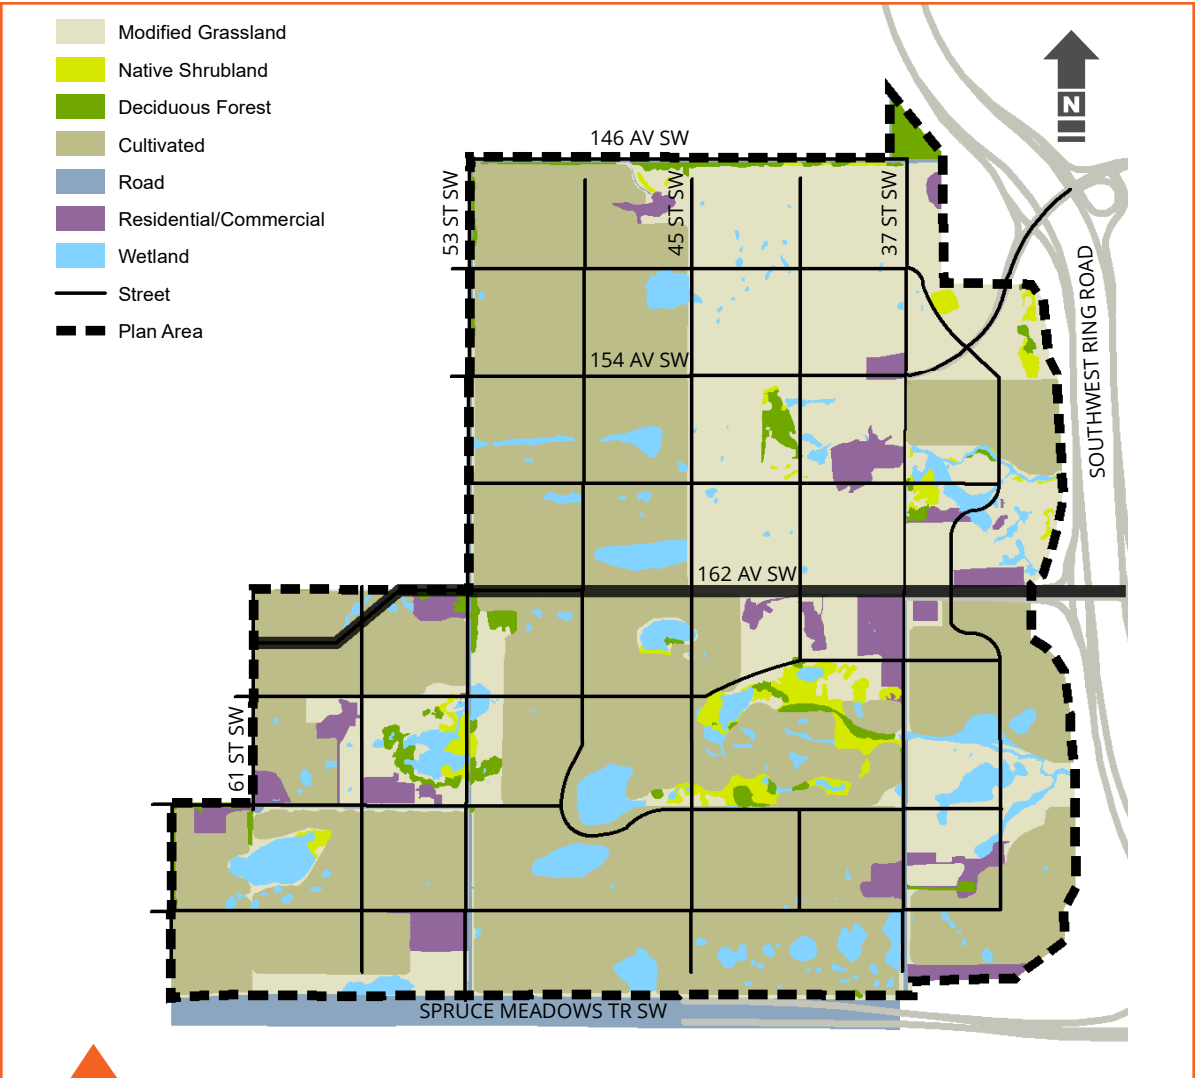 Modified Grassland
Native Shrubland
Deciduous Forest
Cultivated
Road
Residential/Commercial
Wetland
Street
Plan Area
N
146 AV SW
53 ST SW
45 ST SW
37 ST SW
154 AV SW
SOUTHWEST RING ROAD
162 AV SW
61 ST SW
SPRUCE MEADOWS TR SW